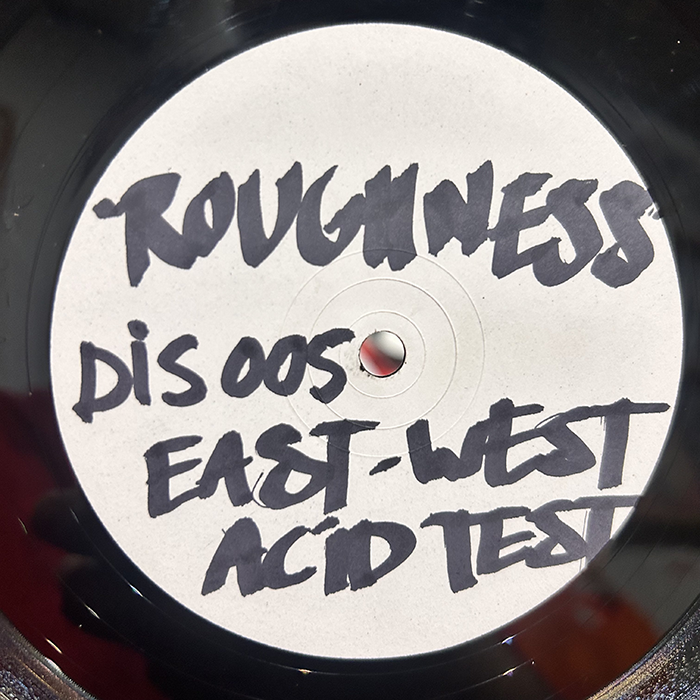 ROUGHNESS
DiS 005
EAST-WEST
ACiD TEST